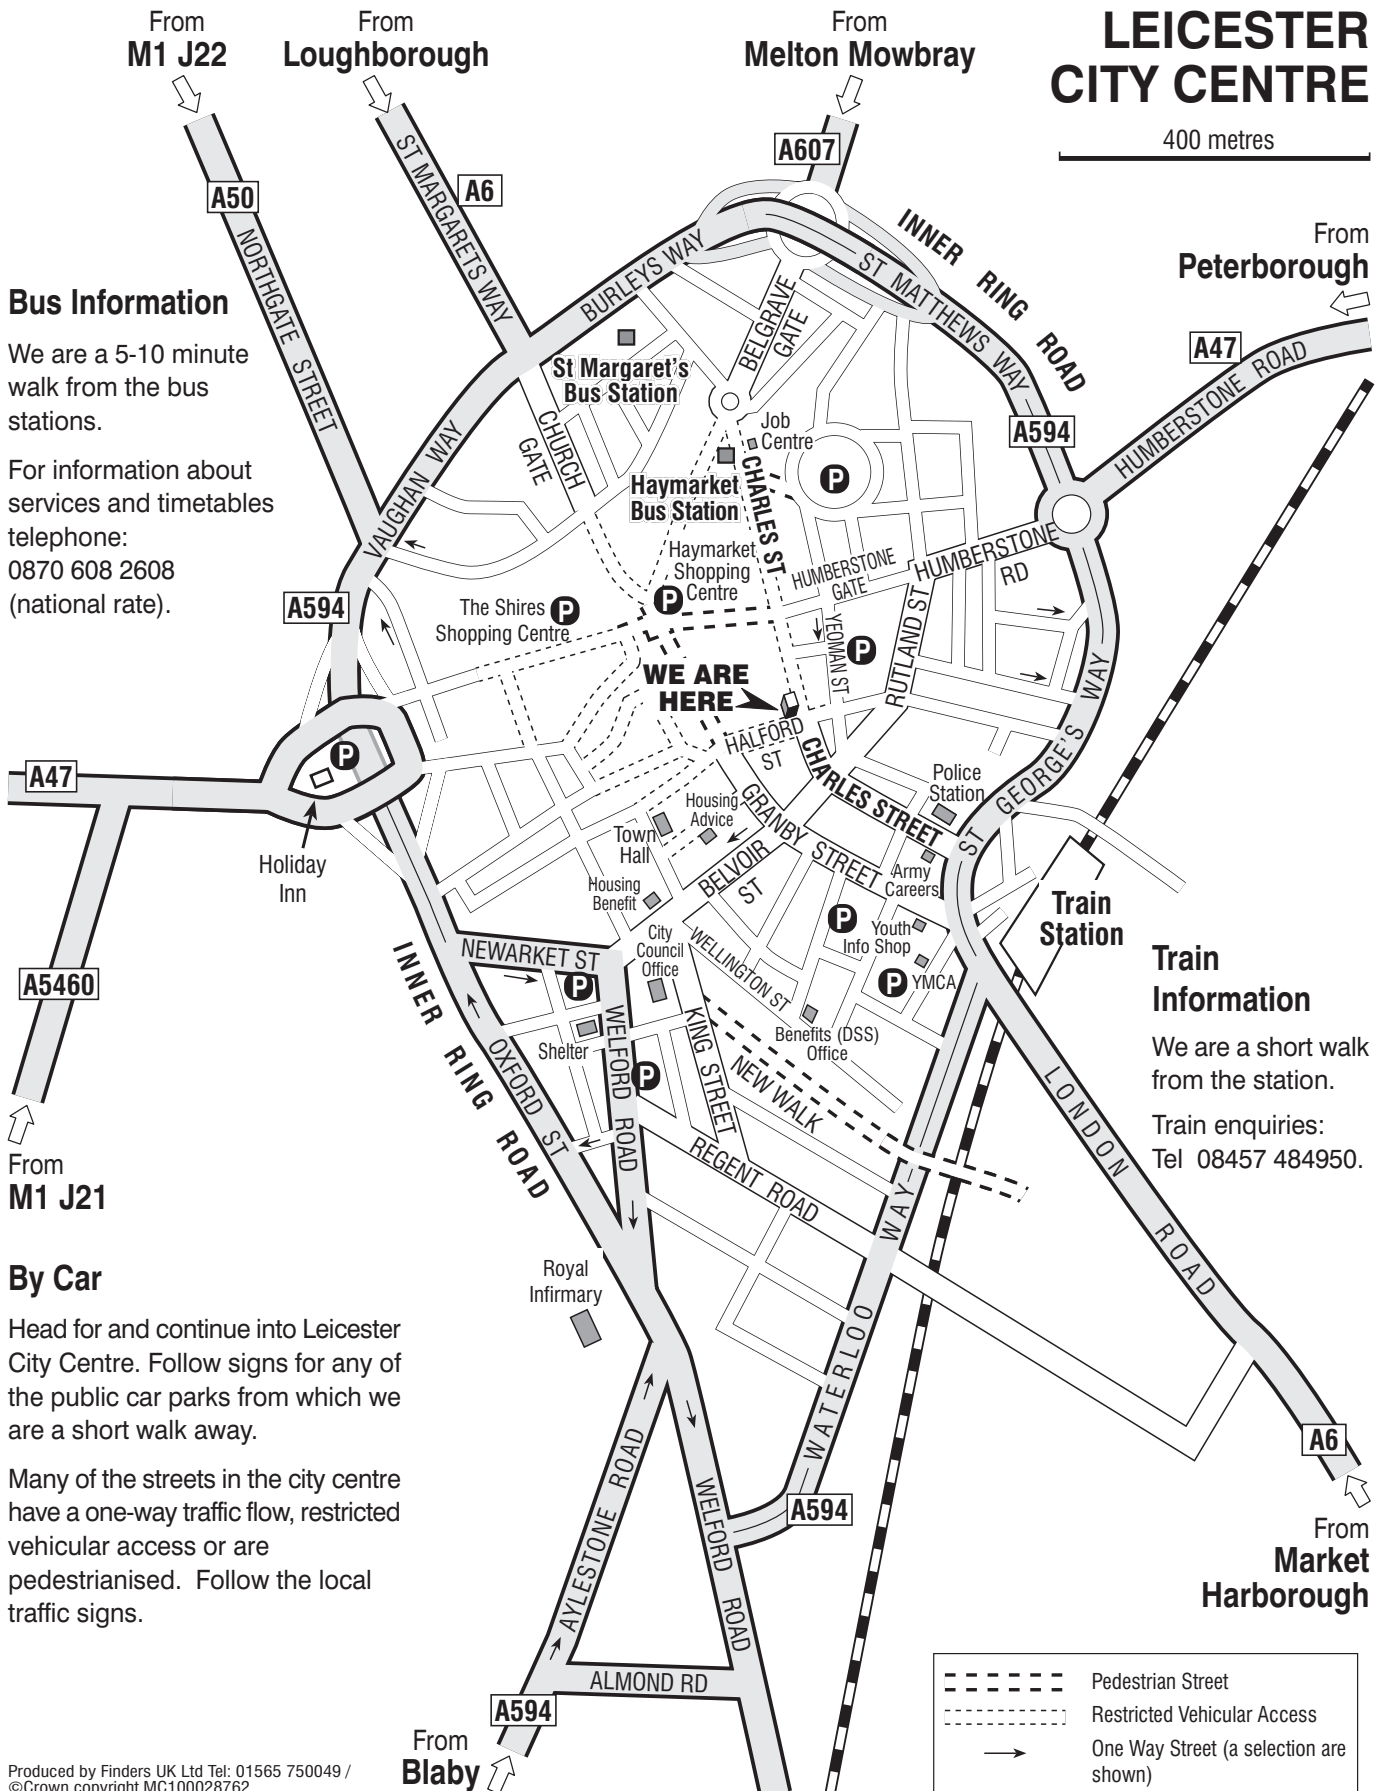 LEICESTER
CITY CENTRE
400 metres
From
M1 J22
From
Loughborough
From
Melton Mowbray
From
Peterborough
A607
A50
A6
A47
A594
NORTHGATE STREET
ST MARGARETS WAY
BURLEYS WAY
BELGRAVE
GATE
ST MATTHEWS WAY
INNER RING ROAD
HUMBERSTONE ROAD
Bus Information
We are a 5-10 minute
walk from the bus
stations.
For information about
services and timetables
telephone:
0870 608 2608
(national rate).
St Margaret's
Bus Station
CHURCH
GATE
VAUGHAN WAY
Job
Centre
P
Haymarket
Bus Station
CHARLES ST
Haymarket
Shopping
Centre
P
HUMBERSTONE
GATE
HUMBERSTONE
RD
A594
The Shires
Shopping Centre
P
YEOMAN ST
P
RUTLAND ST
WE ARE
HERE
HALFORD
ST
CHARLES STREET
ST GEORGE'S WAY
Police
Station
A47
P
Holiday
Inn
Housing
Advice
Town
Hall
GRANBY STREET
BELVOIR
ST
Army
Careers
Housing
Benefit
P
Youth
Info Shop
Train
Station
A5460
INNER RING ROAD
NEWARKET ST
P
City
Council
Office
WELLINGTON ST
P
YMCA
Benefits (DSS)
Office
Shelter
OXFORD ST
WELFORD ROAD
P
KING STREET
NEW WALK
REGENT ROAD
LONDON ROAD
WATERLOO WAY
Train
Information
We are a short walk
from the station.
Train enquiries:
Tel 08457 484950.
From
M1 J21
By Car
Head for and continue into Leicester
City Centre. Follow signs for any of
the public car parks from which we
are a short walk away.
Many of the streets in the city centre
have a one-way traffic flow, restricted
vehicular access or are
pedestrianised. Follow the local
traffic signs.
Royal
Infirmary
AYLESTONE ROAD
WELFORD ROAD
A594
A6
From
Market
Harborough
ALMOND RD
A594
From
Blaby
Pedestrian Street
Restricted Vehicular Access
One Way Street (a selection are
shown)
Produced by Finders UK Ltd Tel: 01565 750049 /
©Crown copyright MC100028762